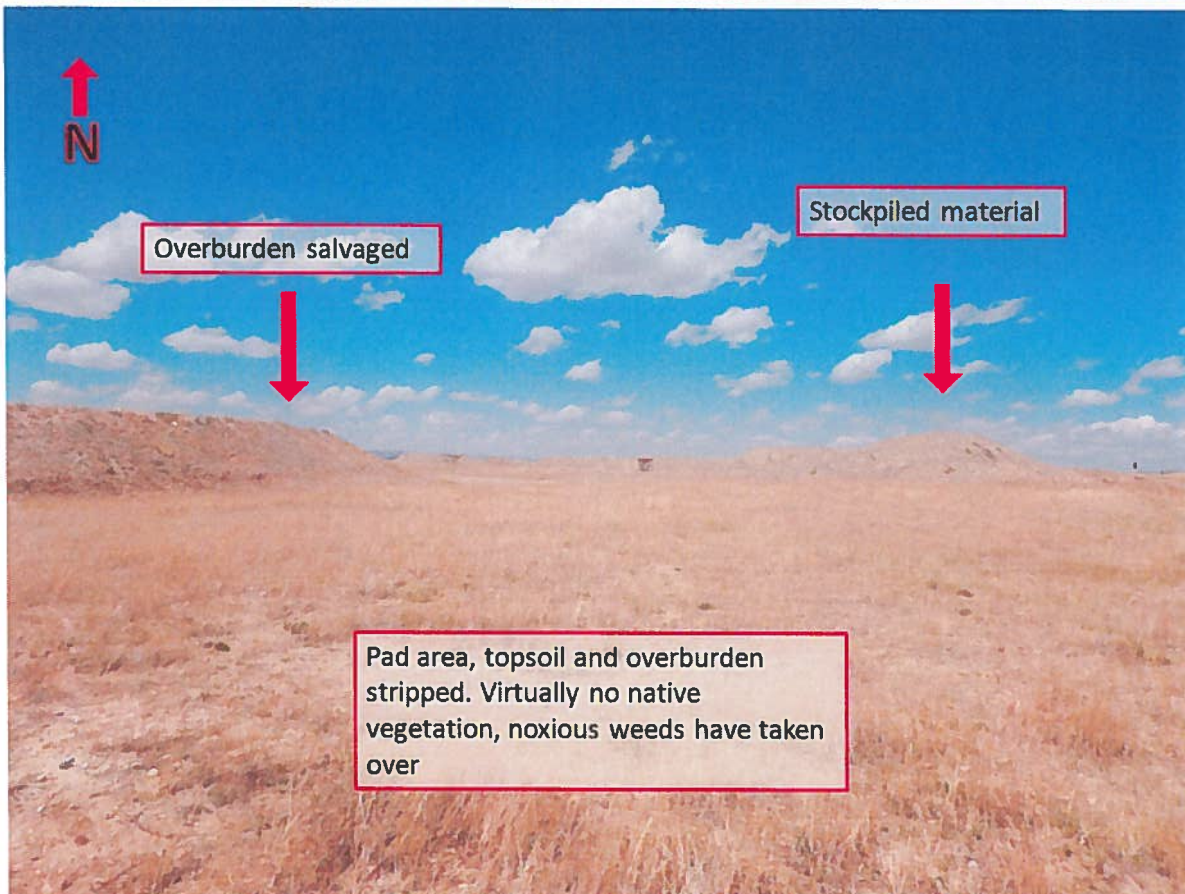 N
Overburden salvaged
Stockpiled material
Pad area, topsoil and overburden
stripped. Virtually no native
vegetation, noxious weeds have taken
over